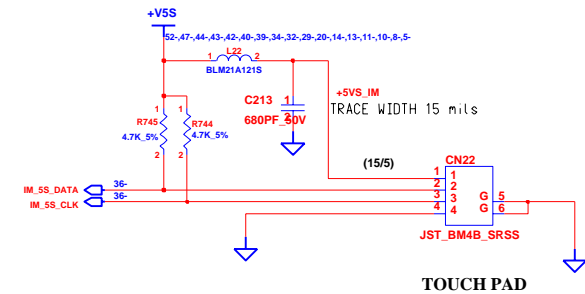 +V5S
52-,47-,44-,43-,42-,40-,39-,34-,32-,29-,20-,14-,13-,11-,10-,8-,5-
1 L22 2
BLM21A121S
C213 1
+5VS_IM
680PF_50V
2
TRACE WIDTH 15 mils
1 1
R745 R744
4.7K_5% 4.7K_5%
2 2
(15/5)
CN22
IM_5S_DATA 36-
IM_5S_CLK 36-
1 1
2 2
3 3 G 5
4 4 G 6
JST_BM4B_SRSS
TOUCH PAD